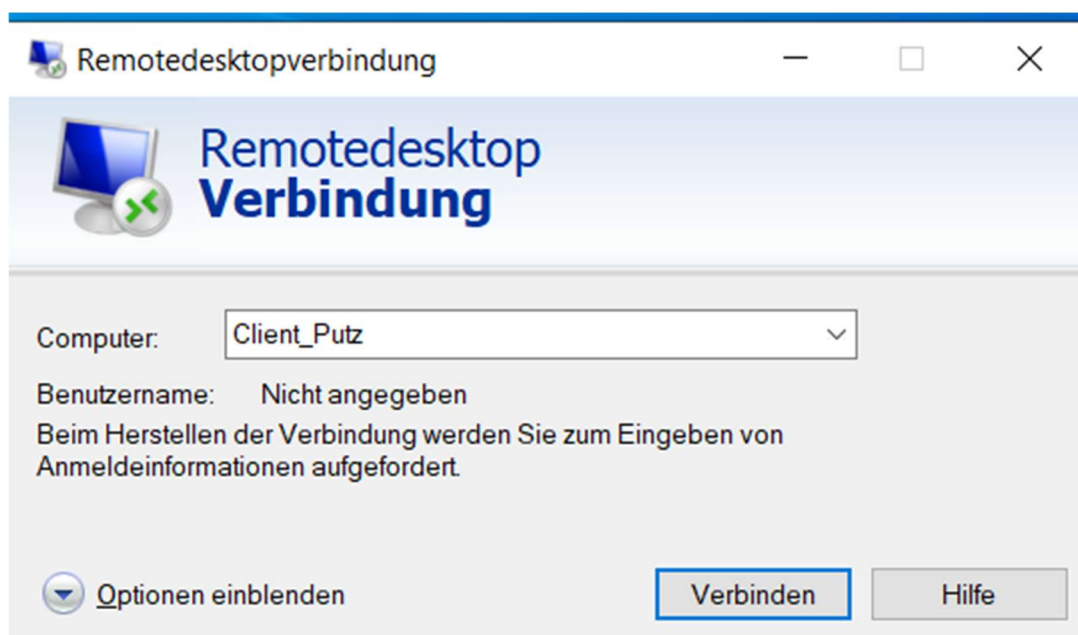 Remotedesktopverbindung
Remotedesktop
Verbindung
Computer: Client_Putz
Benutzername: Nicht angegeben
Beim Herstellen der Verbindung werden Sie zum Eingeben von
Anmeldeinformationen aufgefordert.
Optionen einblenden Verbinden Hilfe